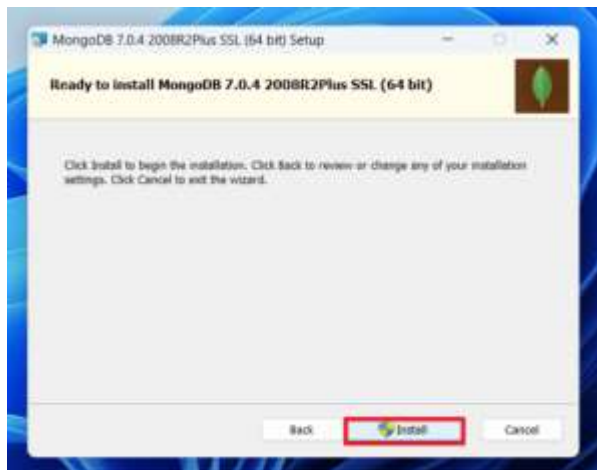 MongoDB 7.0.4 2008R2Plus SSL (64 bit) Setup
Ready to install MongoDB 7.0.4 2008R2Plus SSL (64 bit)
Click Install to begin the installation. Click Back to review or change any of your installation
settings. Click Cancel to exit the wizard.
Back
Install
Cancel